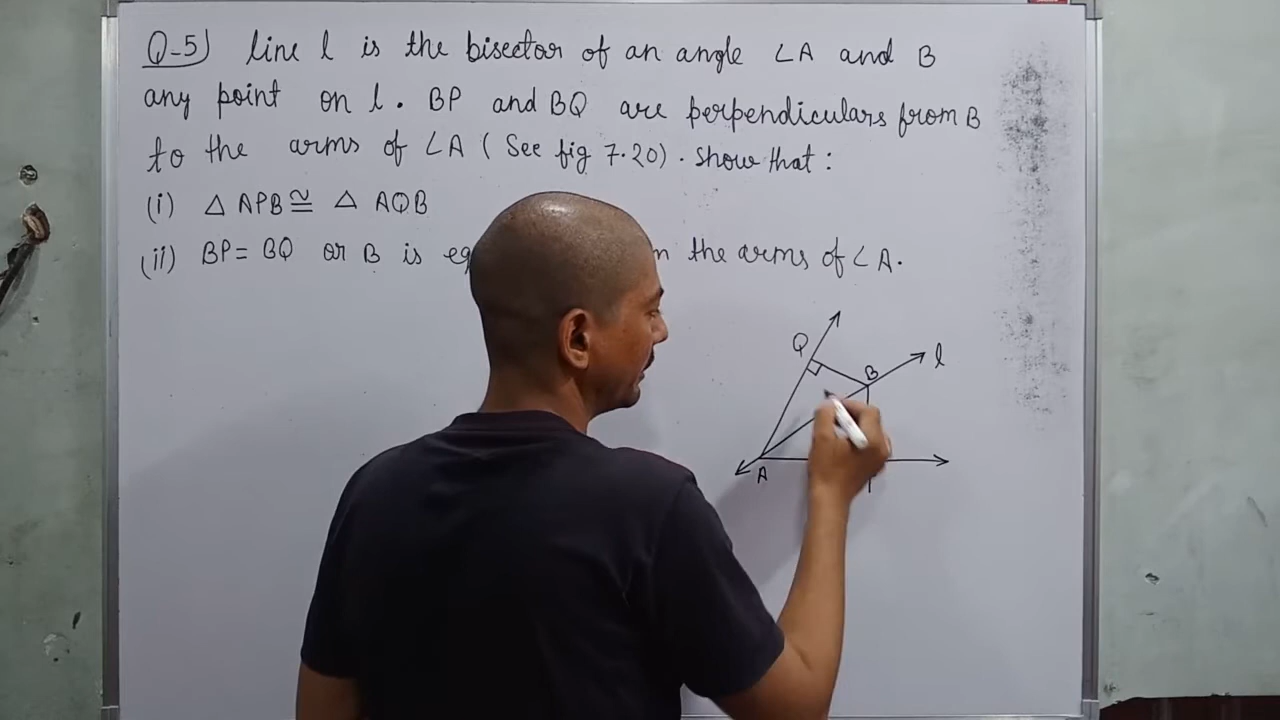 Q-5) line l is the bisector of an angle ∠A and B
any point on l. BP and BQ are perpendiculars from B
to the arms of ∠A (See fig 7.20). Show that:
(i) △ APB ≅ △ AQB
(ii) BP = BQ or B is the arms of ∠A.
Q
B
l
A